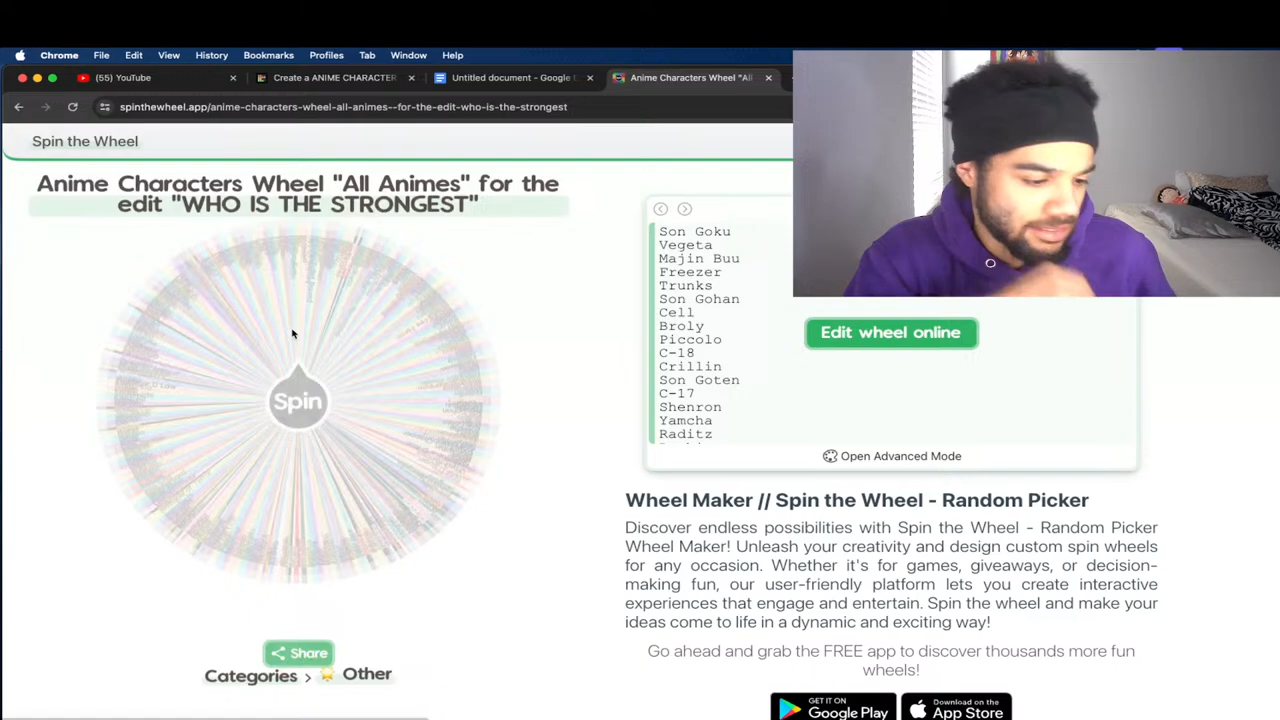 Chrome File Edit View History Bookmarks Profiles Tab Window Help
(55) YouTube
Create a ANIME CHARACTER
Untitled document - Google
Anime Characters Wheel "All
spinthewheel.app/anime-characters-wheel-all-animes--for-the-edit-who-is-the-strongest
Spin the Wheel
Anime Characters Wheel "All Animes" for the
edit "WHO IS THE STRONGEST"
Spin
Share
Categories > Other
Son Goku
Vegeta
Majin Buu
Freezer
Trunks
Son Gohan
Cell
Broly
Piccolo
C-18
Crillin
Son Goten
C-17
Shenron
Yamcha
Raditz
Edit wheel online
Open Advanced Mode
Wheel Maker // Spin the Wheel - Random Picker
Discover endless possibilities with Spin the Wheel - Random Picker
Wheel Maker! Unleash your creativity and design custom spin wheels
for any occasion. Whether it's for games, giveaways, or decision-
making fun, our user-friendly platform lets you create interactive
experiences that engage and entertain. Spin the wheel and make your
ideas come to life in a dynamic and exciting way!
Go ahead and grab the FREE app to discover thousands more fun
wheels!
GET IT ON
Google Play
Download on the
App Store